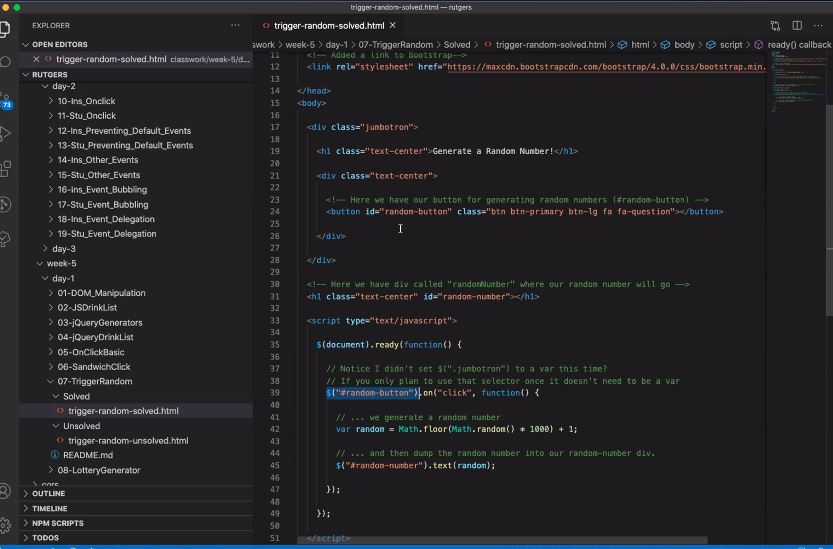 trigger-random-solved.html — rutgers
EXPLORER
...
OPEN EDITORS
trigger-random-solved.html classwork/week-5/d...
RUTGERS
day-2
10-Ins_Onclick
11-Stu_Onclick
12-Ins_Preventing_Default_Events
13-Stu_Preventing_Default_Events
14-Ins_Other_Events
15-Stu_Other_Events
16-Ins_Event_Bubbling
17-Stu_Event_Bubbling
18-Ins_Event_Delegation
19-Stu_Event_Delegation
day-3
week-5
day-1
01-DOM_Manipulation
02-JSDrinkList
03-jQueryGenerators
04-jQueryDrinkList
05-OnClickBasic
06-SandwichClick
07-TriggerRandom
Solved
trigger-random-solved.html
Unsolved
trigger-random-unsolved.html
README.md
08-LotteryGenerator
OUTLINE
TIMELINE
NPM SCRIPTS
TODOS
73
trigger-random-solved.html
swork > week-5 > day-1 > 07-TriggerRandom > Solved > trigger-random-solved.html > html > body > script > ready() callback
11 <!-- Added a link to Bootstrap-->
12 <link rel="stylesheet" href="https://maxcdn.bootstrapcdn.com/bootstrap/4.0.0/css/bootstrap.min.
13
14 </head>
15 <body>
16
17 <div class="jumbotron">
18
19 <h1 class="text-center">Generate a Random Number!</h1>
20
21 <div class="text-center">
22
23 <!-- Here we have our button for generating random numbers (#random-button) -->
24 <button id="random-button" class="btn btn-primary btn-lg fa fa-question"></button>
25
26 </div>
27
28 </div>
29
30 <!-- Here we have div called "randomNumber" where our random number will go -->
31 <h1 class="text-center" id="random-number"></h1>
32
33 <script type="text/javascript">
34
35 $(document).ready(function() {
36
37 // Notice I didn't set $(".jumbotron") to a var this time?
38 // If you only plan to use that selector once it doesn't need to be a var
39 $("#random-button").on("click", function() {
40
41 // ... we generate a random number
42 var random = Math.floor(Math.random() * 1000) + 1;
43
44 // ... and then dump the random number into our random-number div.
45 $("#random-number").text(random);
46
47 });
48
49 });
50
51 </script>